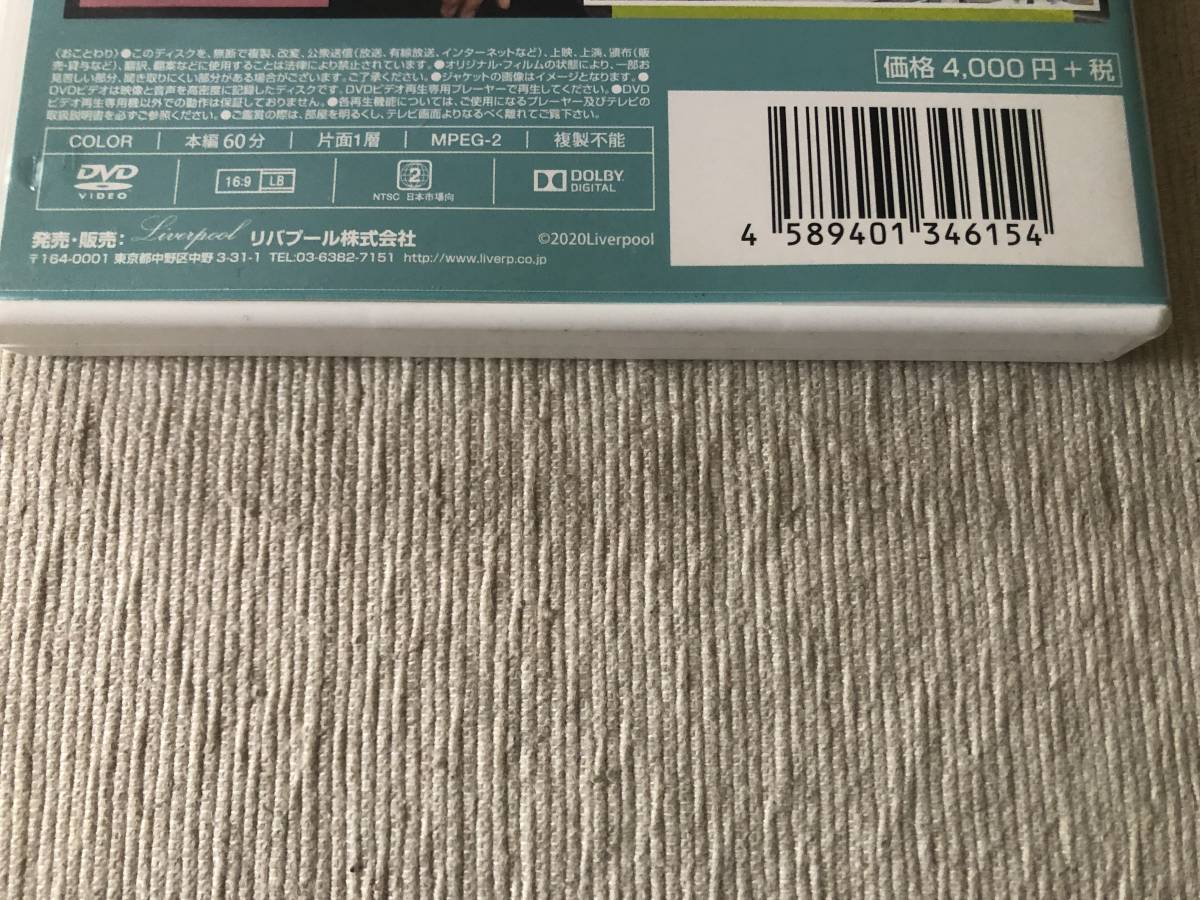 〈おことわり〉●このディスクを、無断で複製、改変、公衆送信(放送、有線放送、インターネットなど)、上映、上演、頒布(販
売・貸与など)、翻訳、翻案などに使用することは法律により禁止されています。●オリジナル・フィルムの状態により、一部お
見苦しい部分、聞き取りにくい部分がある場合がございます。ご了承ください。●ジャケットの画像はイメージとなります。●
DVDビデオは映像と音声を高密度に記録したディスクです。DVDビデオ再生専用プレーヤーで再生してください。●DVD
ビデオ再生専用機以外での動作は保証しておりません。●各再生機能については、ご使用になるプレーヤー及びテレビの
取扱説明書を必ずご参照ください。●ご鑑賞の際は、部屋を明るくし、テレビ画面よりなるべく離れてご覧下さい。
価格 4,000 円+税
COLOR 本編60分 片面1層 MPEG-2 複製不能
DVD VIDEO
16:9 LB
2
NTSC 日本市場向
DOLBY DIGITAL
発売・販売: Liverpool リバプール株式会社
©2020Liverpool
〒164-0001 東京都中野区中野 3-31-1 TEL:03-6382-7151 http://www.liverp.co.jp
4 589401 346154